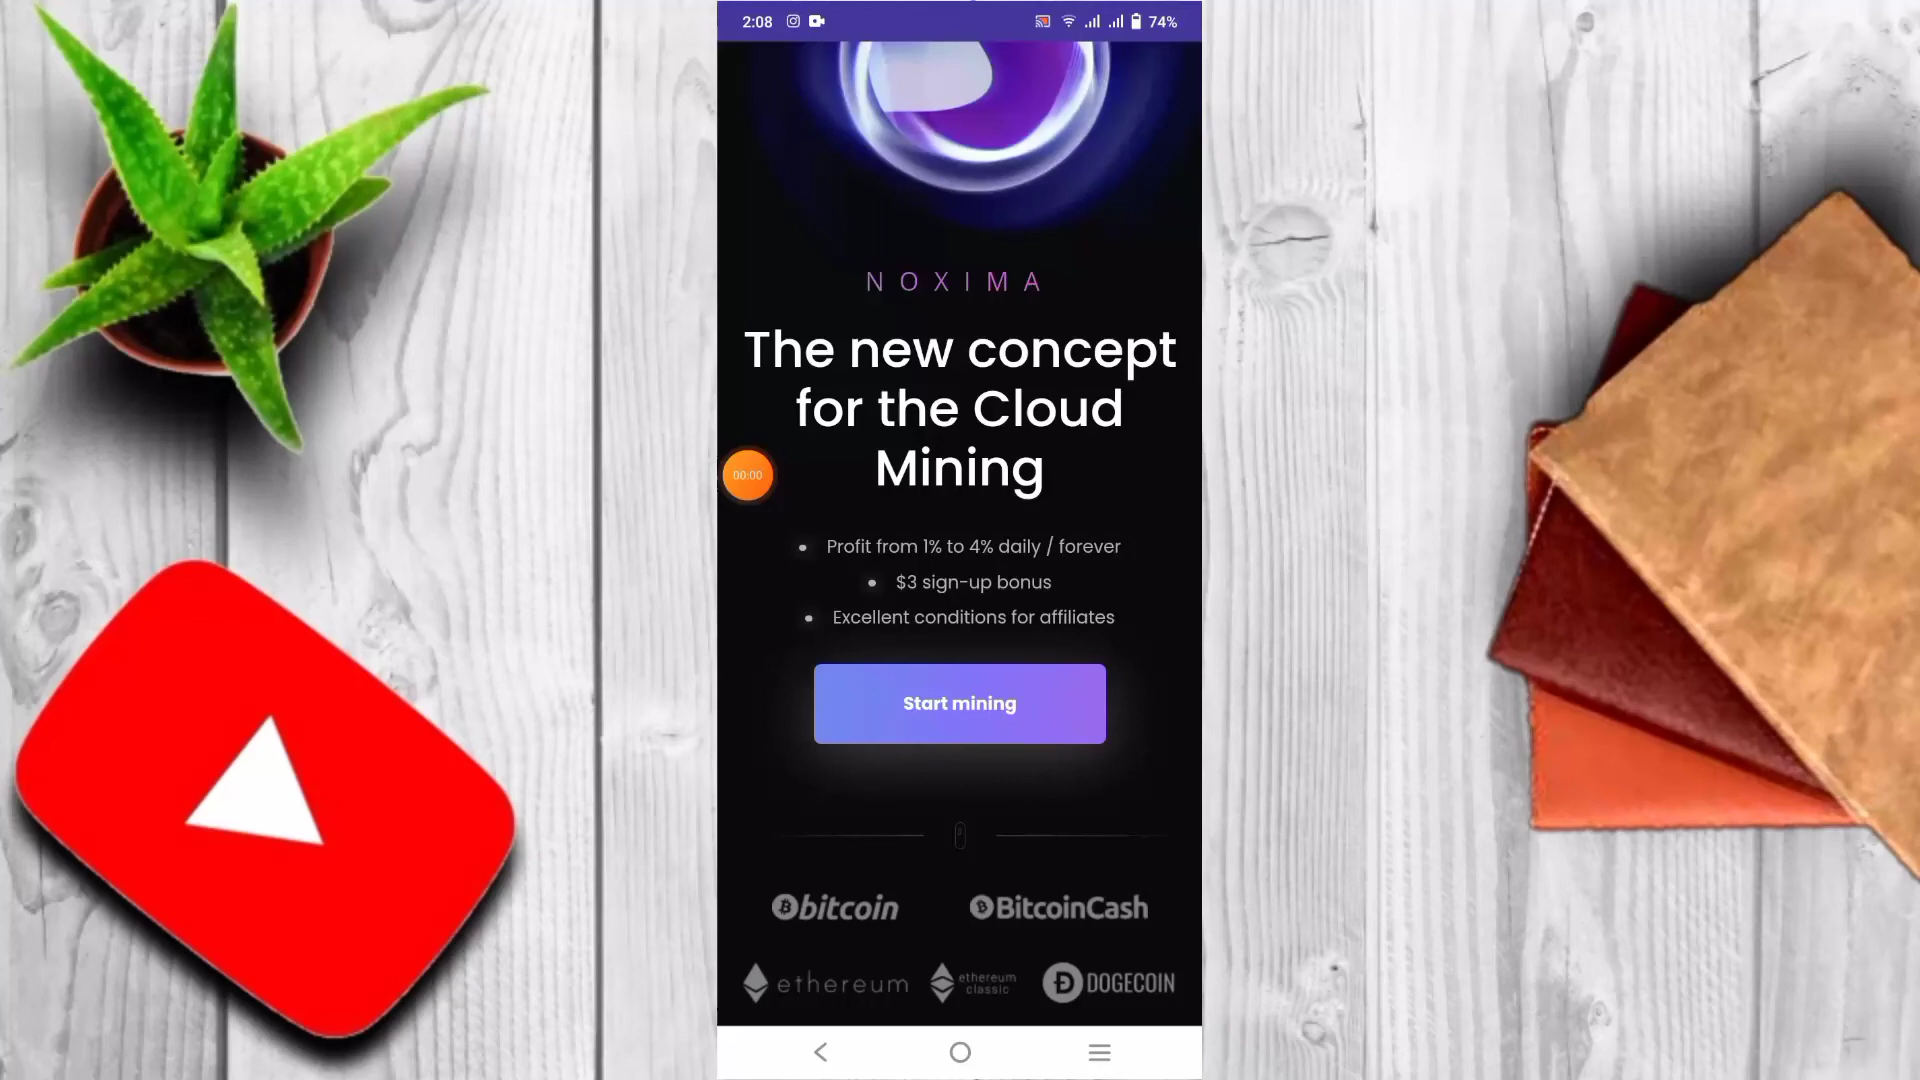 2:08
74%
NOXIMA
The new concept
for the Cloud
Mining
00:00
• Profit from 1% to 4% daily / forever
• $3 sign-up bonus
• Excellent conditions for affiliates
Start mining
bitcoin BitcoinCash
ethereum ethereum classic DOGECOIN